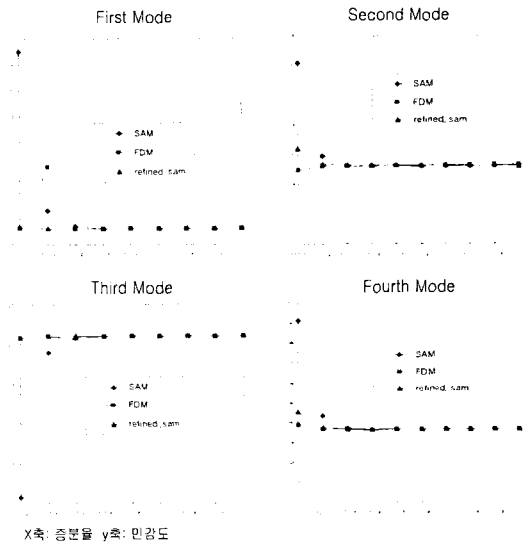 First Mode
SAM
FDM
refined, sam
Second Mode
SAM
FDM
refined, sam
Third Mode
SAM
FDM
refined, sam
Fourth Mode
SAM
FDM
refined, sam
X축: 증분율 y축: 민감도